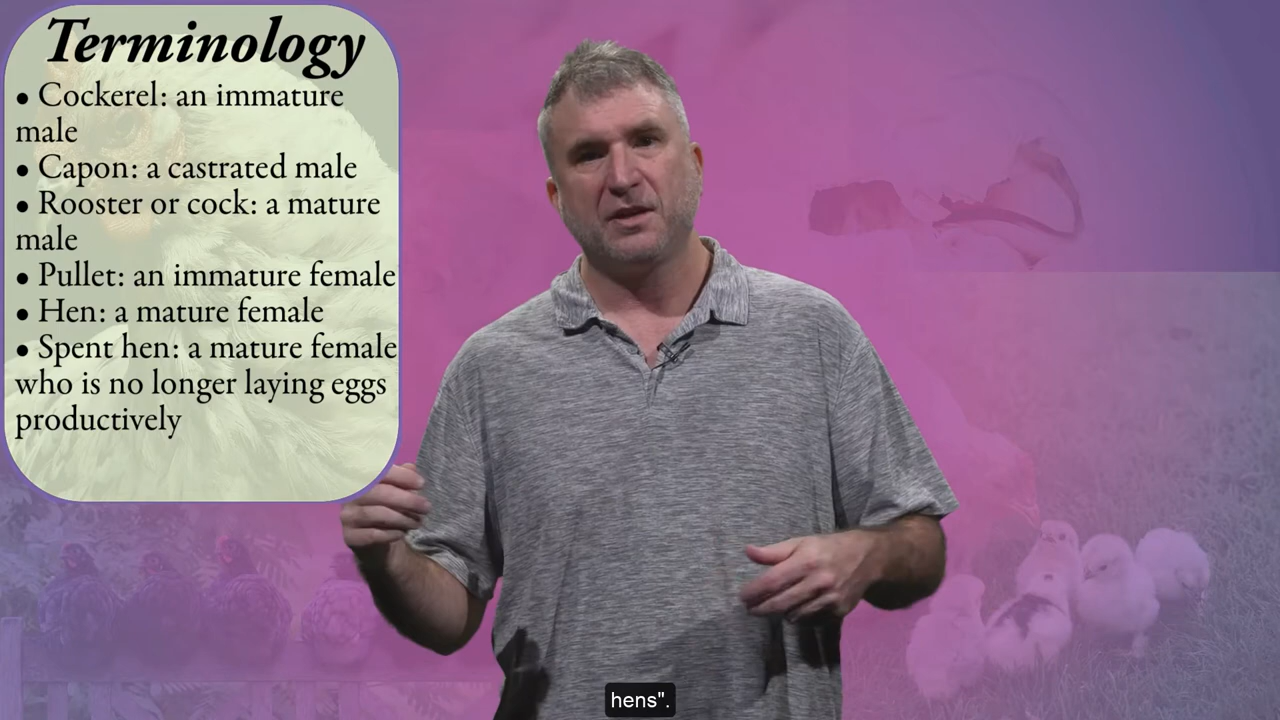 Terminology
• Cockerel: an immature
male
• Capon: a castrated male
• Rooster or cock: a mature
male
• Pullet: an immature female
• Hen: a mature female
• Spent hen: a mature female
who is no longer laying eggs
productively
hens".